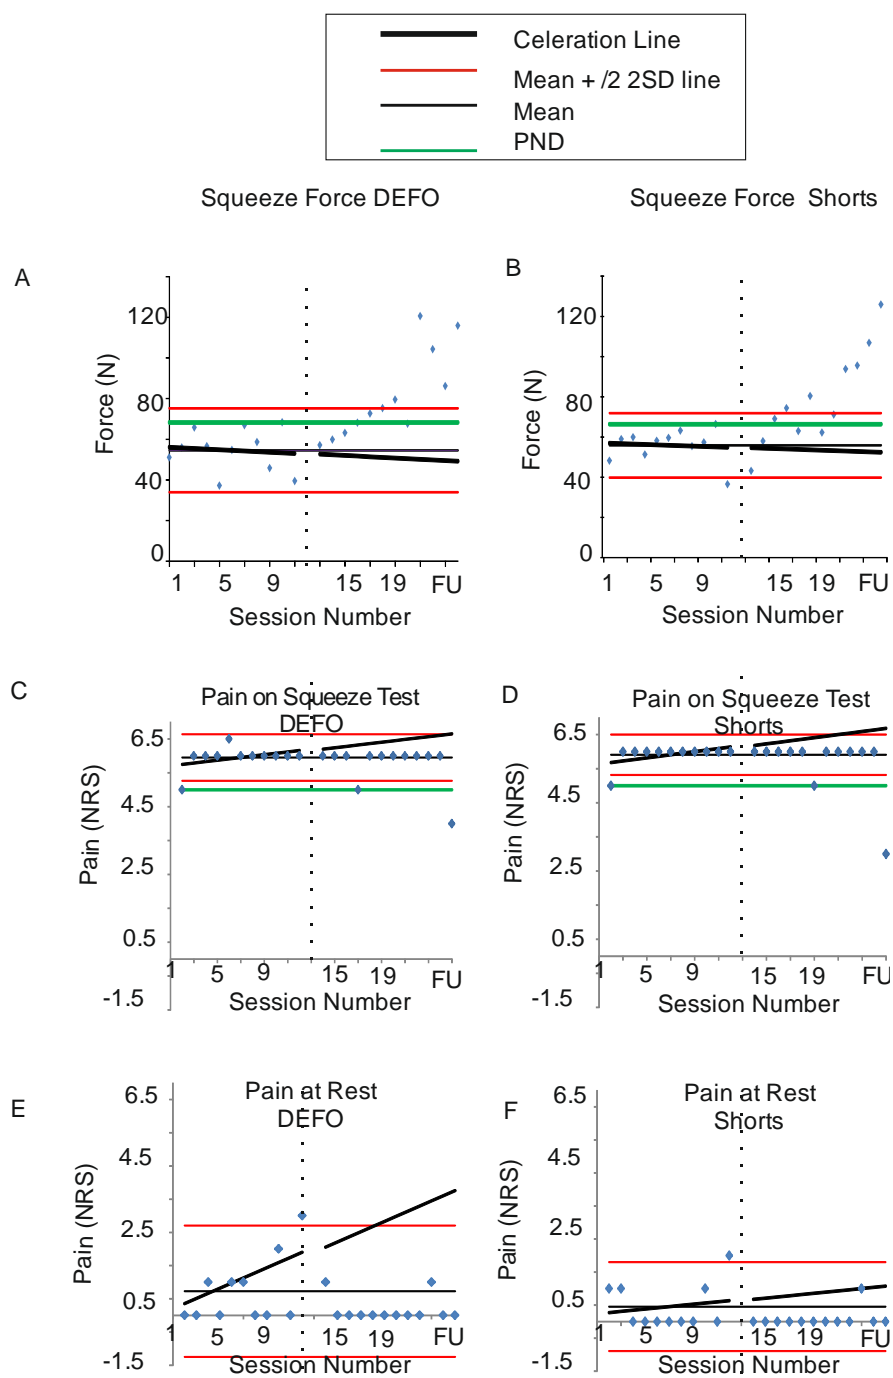 Celeration Line
Mean + /2 2SD line
Mean
PND
Squeeze Force DEFO
Squeeze Force Shorts
A
Force (N)
120
80
40
0
1 5 9 15 19 FU
Session Number
B
Force (N)
120
80
40
0
1 5 9 15 19 FU
Session Number
C
Pain on Squeeze Test
DEFO
Pain (NRS)
6.5
4.5
2.5
0.5
-1.5
1 5 9 15 19 FU
Session Number
D
Pain on Squeeze Test
Shorts
Pain (NRS)
6.5
4.5
2.5
0.5
-1.5
1 5 9 15 19 FU
Session Number
E
Pain at Rest
DEFO
Pain (NRS)
6.5
4.5
2.5
0.5
-1.5
1 5 9 15 19 FU
Session Number
F
Pain at Rest
Shorts
Pain (NRS)
6.5
4.5
2.5
0.5
-1.5
1 5 9 15 19 FU
Session Number